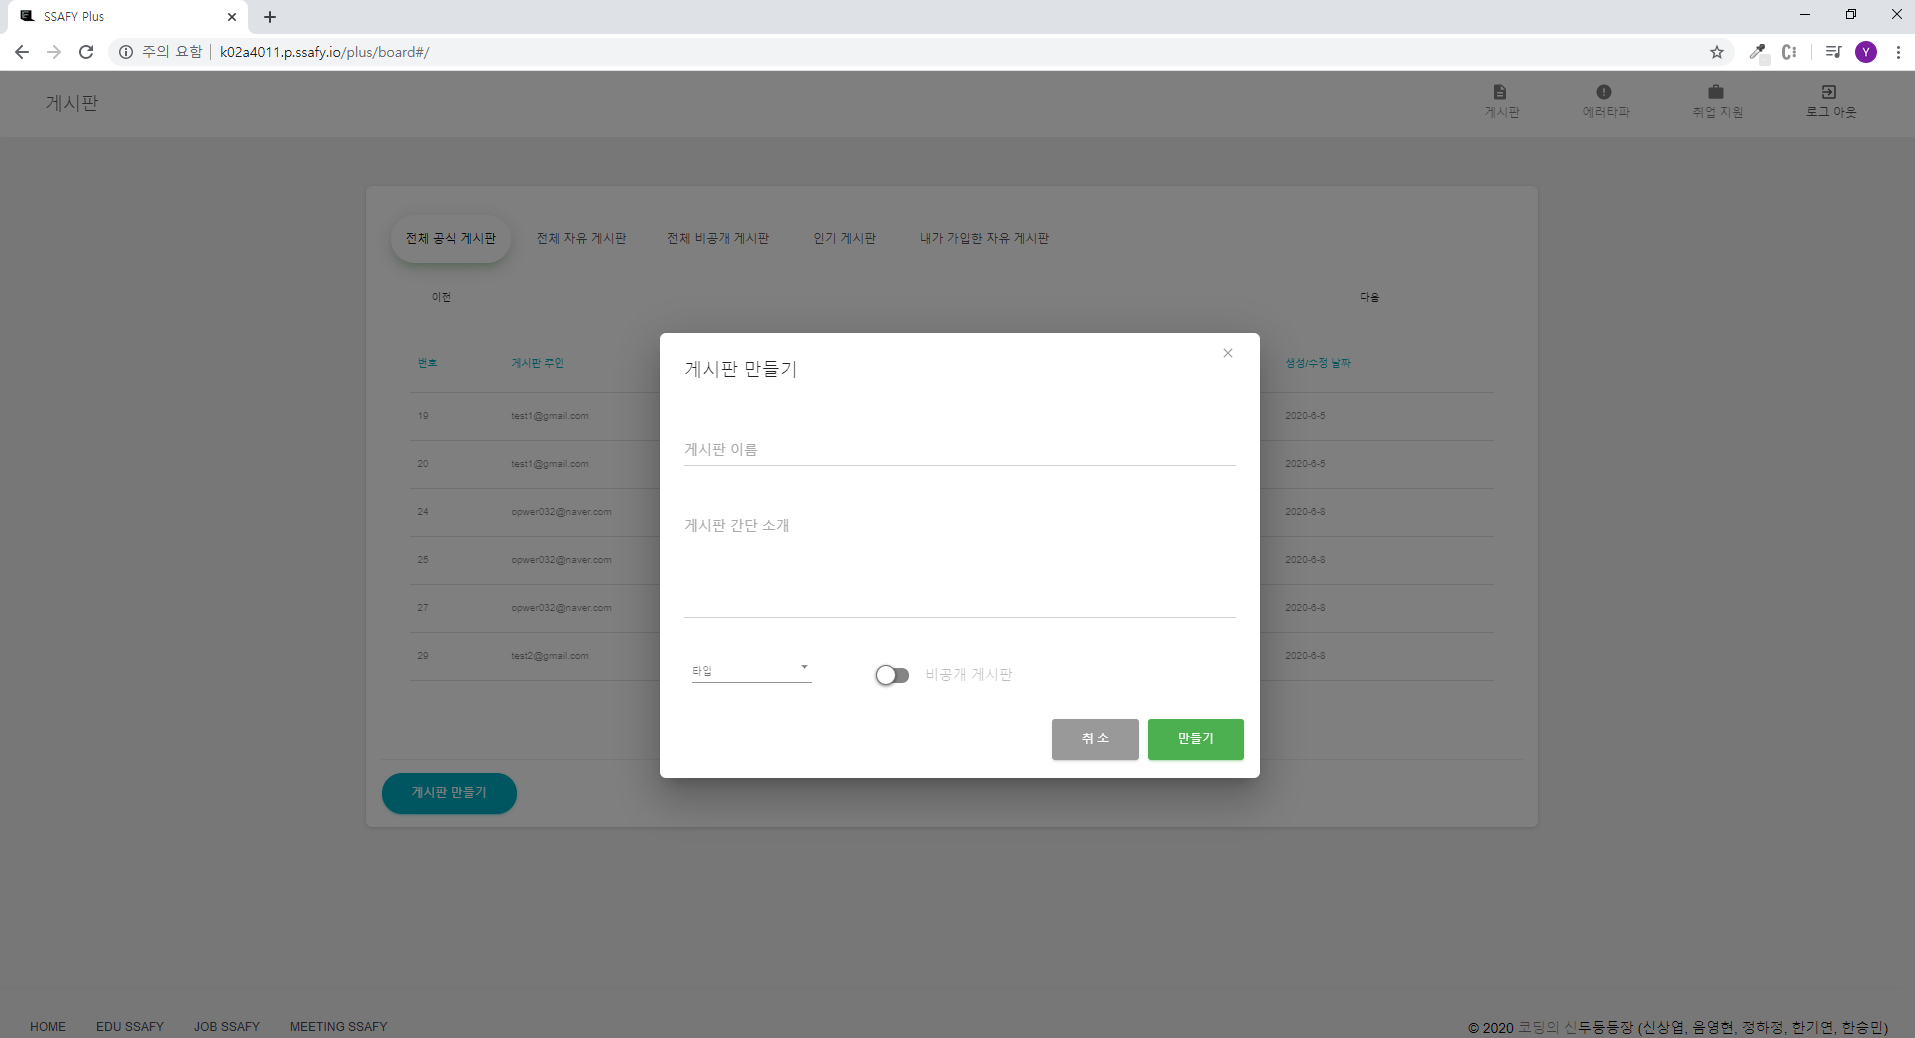 SSAFY Plus
주의 요함 k02a4011.p.ssafy.io/plus/board#/
Y
게시판
게시판 에러타파 취업 지원 로그 아웃
전체 공식 게시판 전체 자유 게시판 전체 비공개 게시판 인기 게시판 내가 가입한 자유 게시판
이전 다음
번호 게시판 주인 생성/수정 날짜
19 test1@gmail.com 2020-6-5
20 test1@gmail.com 2020-6-5
24 opwer032@naver.com 2020-6-8
25 opwer032@naver.com 2020-6-8
27 opwer032@naver.com 2020-6-8
29 test2@gmail.com 2020-6-8
게시판 만들기
게시판 이름
게시판 간단 소개
타입 비공개 게시판
취 소 만들기
게시판 만들기
HOME EDU SSAFY JOB SSAFY MEETING SSAFY
© 2020 코딩의 신두둥등장 (신상엽, 음영현, 정하정, 한기연, 한승민)